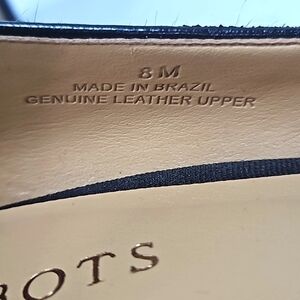 8 M
MADE IN BRAZIL
GENUINE LEATHER UPPER
BOTS